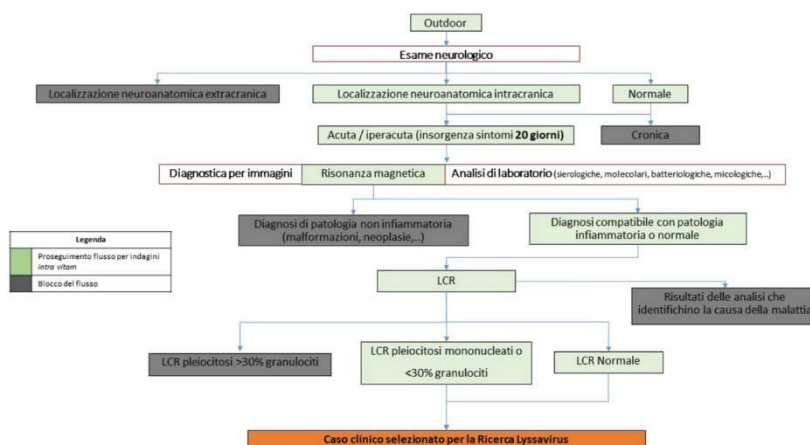 Outdoor
Esame neurologico
Localizzazione neuroanatomica extracranica
Localizzazione neuroanatomica intracranica
Normale
Acuta / iperacuta (insorgenza sintomi 20 giorni)
Cronica
Diagnostica per immagini
Risonanza magnetica
Analisi di laboratorio (sierologiche, molecolari, batteriologiche, micologiche,..)
Diagnosi di patologia non infiammatoria
(malformazioni, neoplasie,..)
Diagnosi compatibile con patologia
infiammatoria o normale
Legenda
Proseguimento flusso per indagini
intra vitam
Blocco del flusso
LCR
Risultati delle analisi che
identifichino la causa della malattia
LCR pleiocitosi >30% granulociti
LCR pleiocitosi mononucleati o
<30% granulociti
LCR Normale
Caso clinico selezionato per la Ricerca Lyssavirus